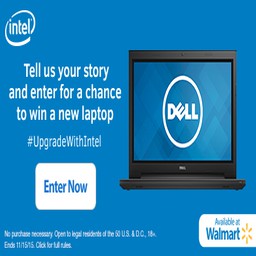 intel
Tell us your story
and enter for a chance
to win a new laptop
#UpgradeWithIntel
DELL
DELL
Enter Now
No purchase necessary. Open to legal residents of the 50 U.S. & D.C., 18+.
Ends 11/15/15. Click for full rules.
Available at
Walmart